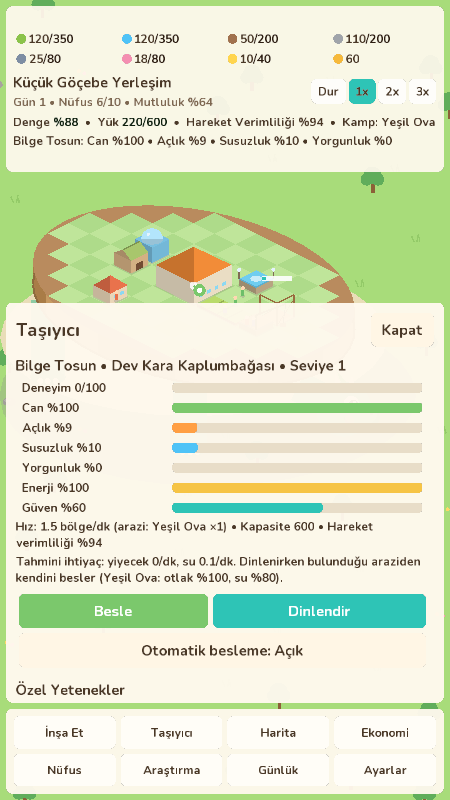 120/350 120/350 50/200 110/200
25/80 18/80 10/40 60
Küçük Göçebe Yerleşim
Dur 1x 2x 3x
Gün 1 • Nüfus 6/10 • Mutluluk %64
Denge %88 • Yük 220/600 • Hareket Verimliliği %94 • Kamp: Yeşil Ova
Bilge Tosun: Can %100 • Açlık %9 • Susuzluk %10 • Yorgunluk %0
Taşıyıcı
Kapat
Bilge Tosun • Dev Kara Kaplumbağası • Seviye 1
Deneyim 0/100
Can %100
Açlık %9
Susuzluk %10
Yorgunluk %0
Enerji %100
Güven %60
Hız: 1.5 bölge/dk (arazi: Yeşil Ova ×1) • Kapasite 600 • Hareket
verimliliği %94
Tahmini ihtiyaç: yiyecek 0/dk, su 0.1/dk. Dinlenirken bulunduğu araziden
kendini besler (Yeşil Ova: otlak %100, su %80).
Besle Dinlendir
Otomatik besleme: Açık
Özel Yetenekler
İnşa Et Taşıyıcı Harita Ekonomi
Nüfus Araştırma Günlük Ayarlar